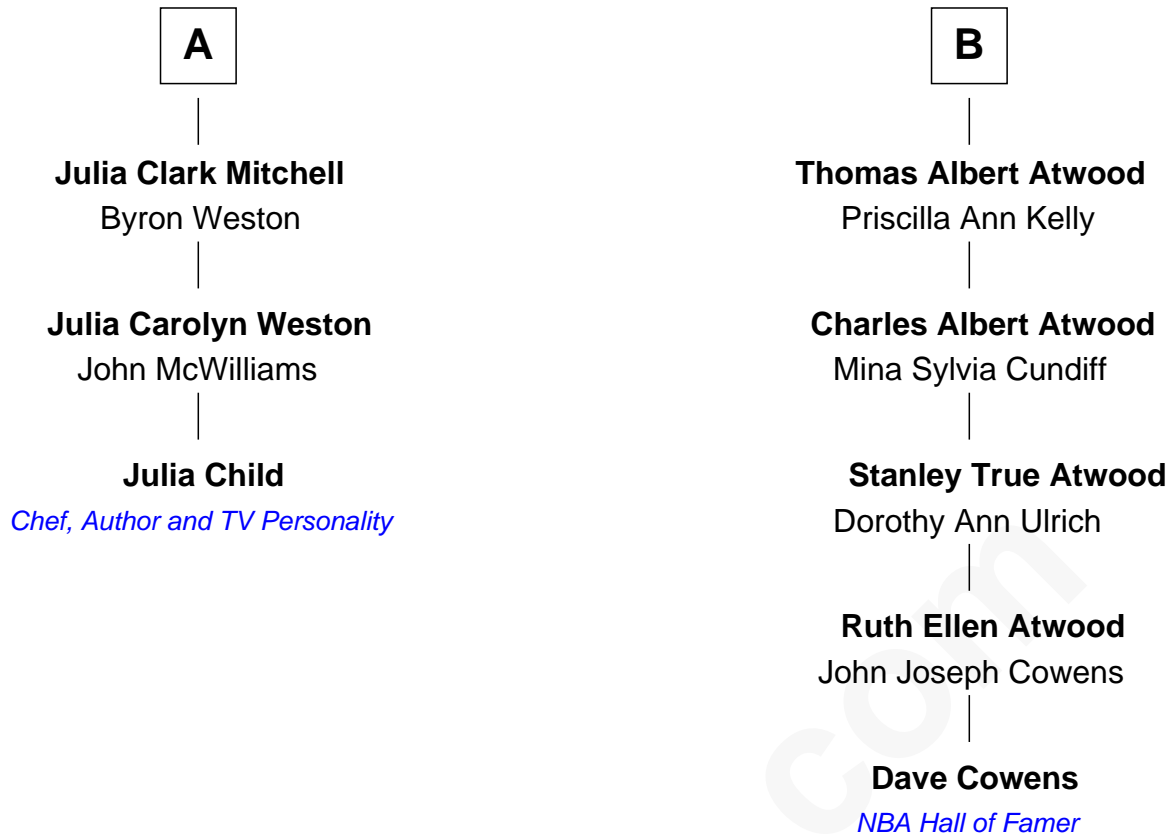 A
Julia Clark Mitchell
Byron Weston
Julia Carolyn Weston
John McWilliams
Julia Child
Chef, Author and TV Personality
B
Thomas Albert Atwood
Priscilla Ann Kelly
Charles Albert Atwood
Mina Sylvia Cundiff
Stanley True Atwood
Dorothy Ann Ulrich
Ruth Ellen Atwood
John Joseph Cowens
Dave Cowens
NBA Hall of Famer
com